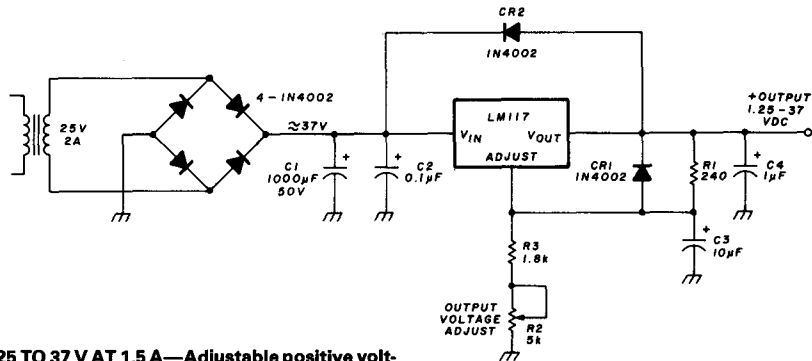 CR2
1N4002
4-1N4002
25V
2A
≈37V
+
C1
1000µF
50V
+
C2
0.1µF
LM117
VIN
VOUT
ADJUST
CR1
1N4002
R1
240
+
C4
1µF
+OUTPUT
1.25-37
VDC
+
C3
10µF
R3
1.8k
OUTPUT
VOLTAGE
ADJUST
R2
5k
25 TO 37 V AT 1.5 A—Adjustable positive volt-